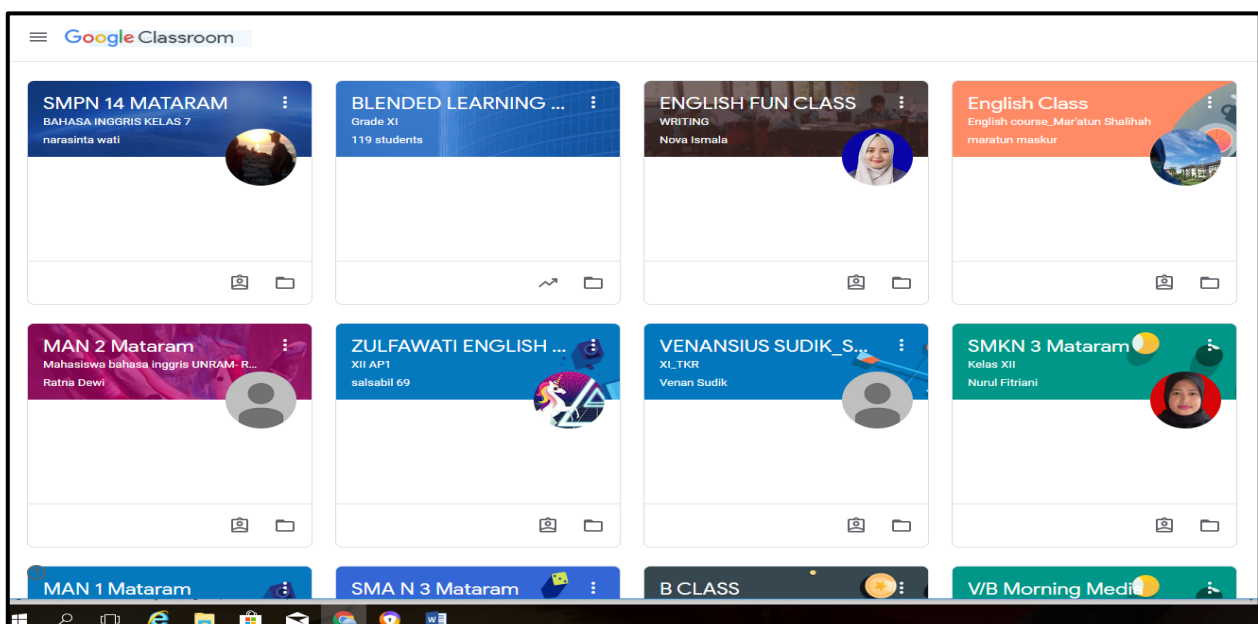 Google Classroom
SMPN 14 MATARAM
BAHASA INGGRIS KELAS 7
narasinta wati
BLENDED LEARNING ...
Grade XI
119 students
ENGLISH FUN CLASS
WRITING
Nova Ismala
English Class
English course_Mar'atun Shalihah
maratun maskur
MAN 2 Mataram
Mahasiswa bahasa inggris UNRAM- R...
Ratna Dewi
ZULFAWATI ENGLISH ...
XII AP1
salsabil 69
VENANSIUS SUDIK_S...
XI_TKR
Venan Sudik
SMKN 3 Mataram
Kelas XII
Nurul Fitriani
MAN 1 Mataram
SMA N 3 Mataram
B CLASS
V/B Morning Medi